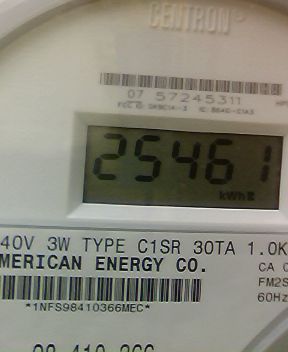 CENTRON®
07 57245311
25461
kWh
40V 3W TYPE C1SR 30TA 1.0K
MERICAN ENERGY CO.
CA 0
FM2S
60Hz
*1NFS98410366MEC*